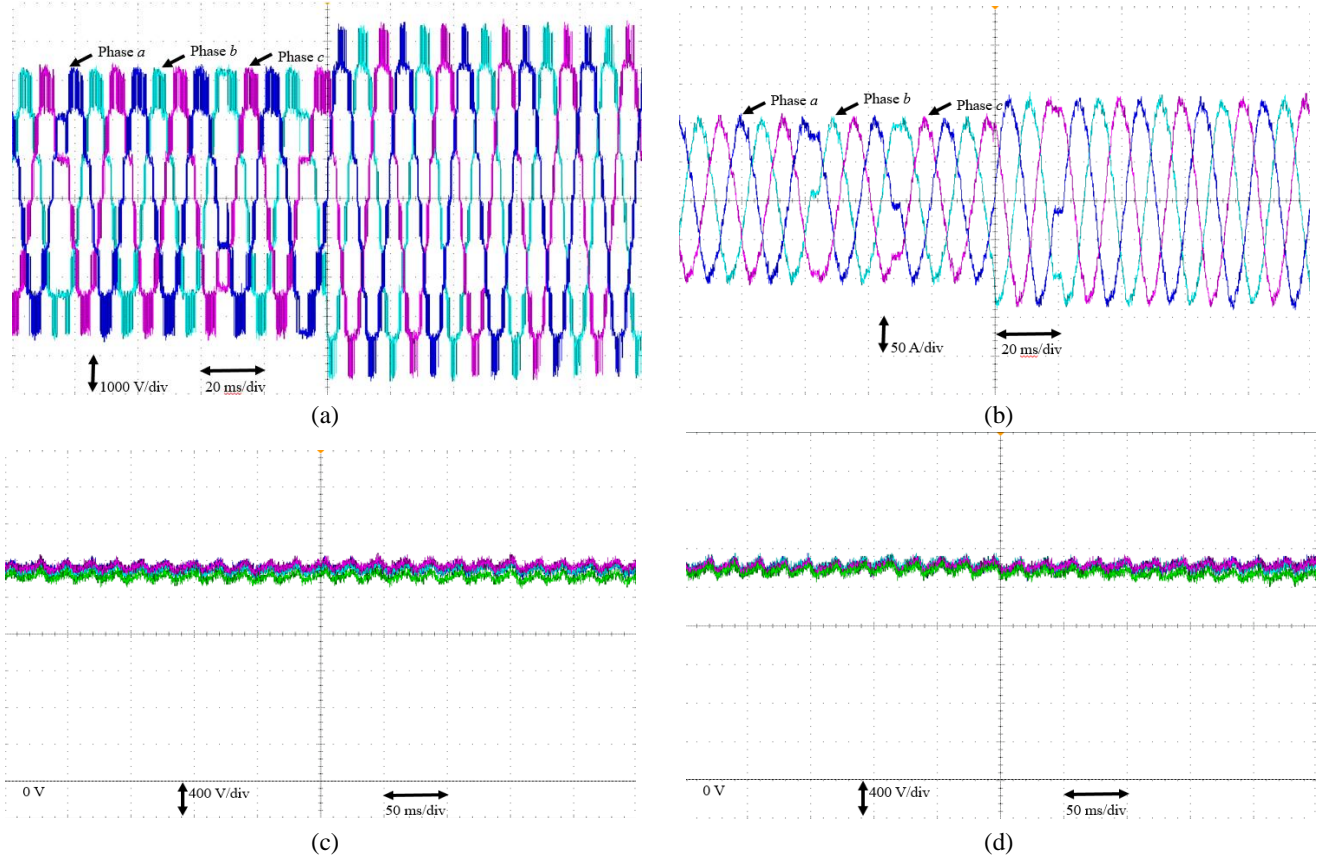 Phase a
Phase b
Phase c
1000 V/div
20 ms/div
(a)
Phase a
Phase b
Phase c
50 A/div
20 ms/div
(b)
0 V
400 V/div
50 ms/div
(c)
0 V
400 V/div
50 ms/div
(d)